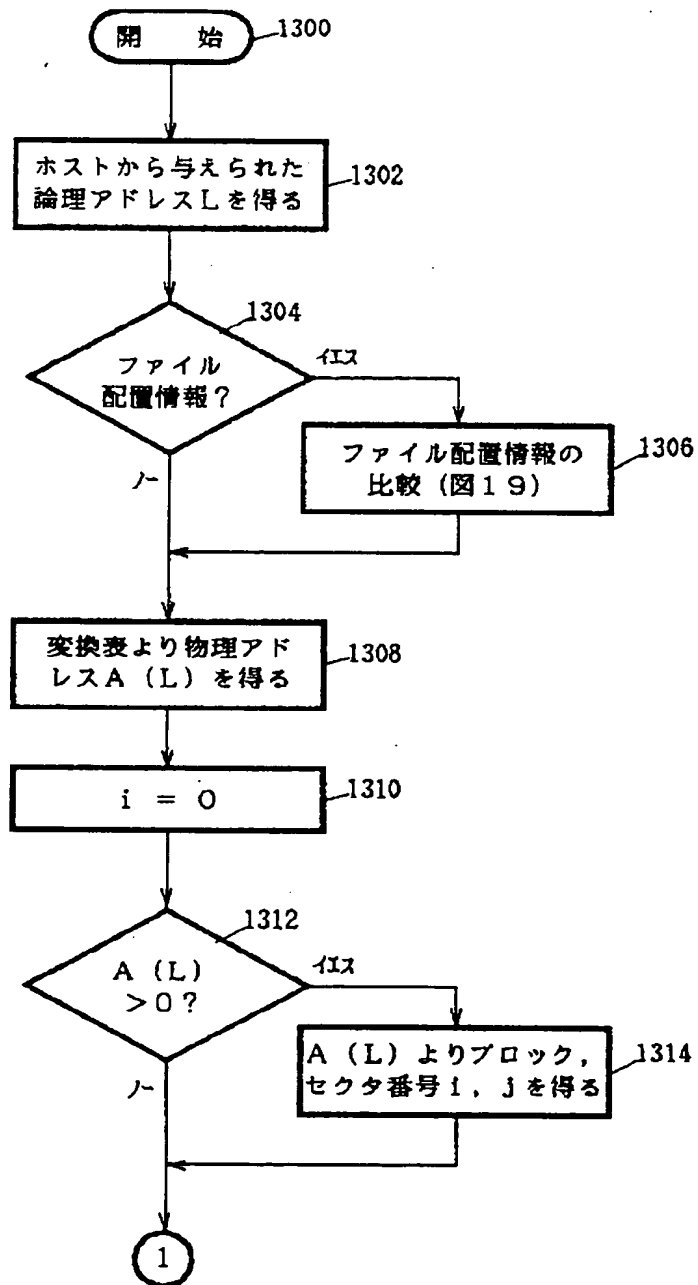 開 始
1300
ホストから与えられた
論理アドレスLを得る
1302
1304
ファイル
配置情報?
イエス
ノー
ファイル配置情報の
比較(図19)
1306
変換表より物理アド
レスA(L)を得る
1308
i = 0
1310
1312
A(L)
>0?
イエス
ノー
A(L)よりブロック,
セクタ番号i,jを得る
1314
1